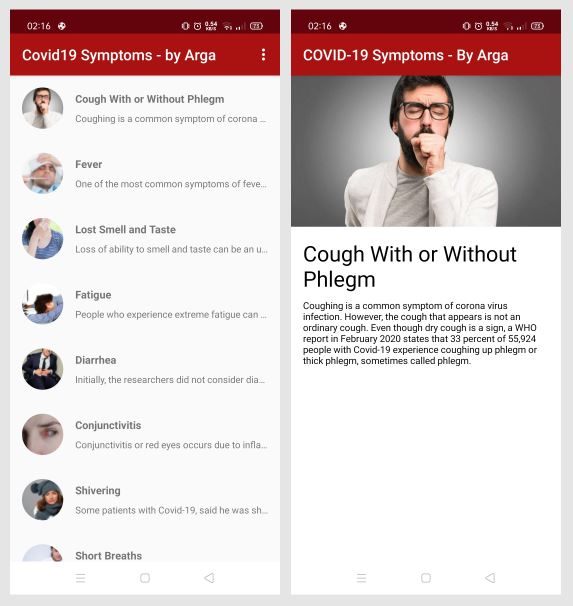 02:16
0.54
KB/S
73
Covid19 Symptoms - by Arga
Cough With or Without Phlegm
Coughing is a common symptom of corona ...
Fever
One of the most common symptoms of feve...
Lost Smell and Taste
Loss of ability to smell and taste can be an u...
Fatigue
People who experience extreme fatigue can ...
Diarrhea
Initially, the researchers did not consider dia...
Conjunctivitis
Conjunctivitis or red eyes occurs due to infla...
Shivering
Some patients with Covid-19, said he was sh...
Short Breaths
02:16
0.54
KB/S
73
COVID-19 Symptoms - By Arga
Cough With or Without
Phlegm
Coughing is a common symptom of corona virus
infection. However, the cough that appears is not an
ordinary cough. Even though dry cough is a sign, a WHO
report in February 2020 states that 33 percent of 55,924
people with Covid-19 experience coughing up phlegm or
thick phlegm, sometimes called phlegm.